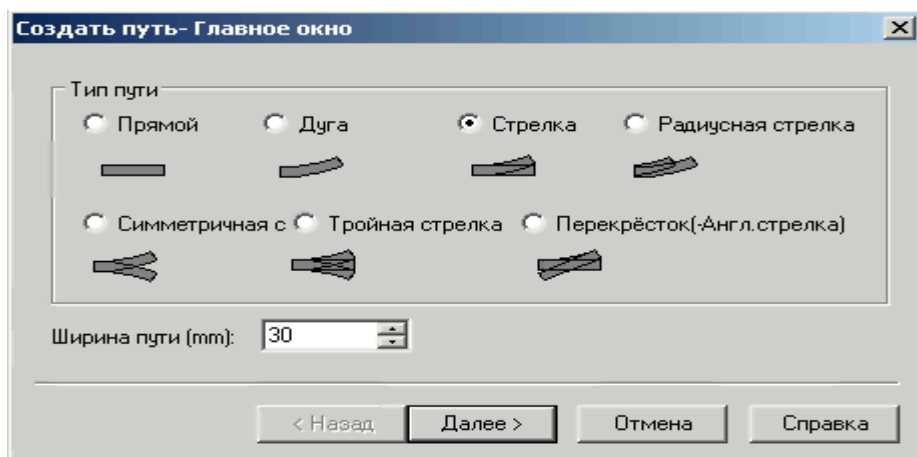 Создать путь- Главное окно
Тип пути
Прямой Дуга Стрелка Радиусная стрелка
Симметричная с Тройная стрелка Перекрёсток(-Англ.стрелка)
Ширина пути (mm): 30
< Назад Далее > Отмена Справка